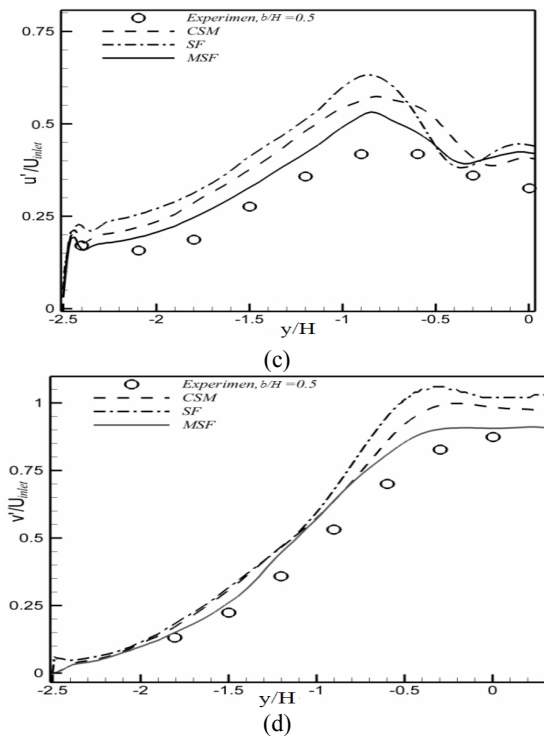 0.75
0.5
0.25
0
u'/U_inlet
Experimen, b/H =0.5
CSM
SF
MSF
-2.5 -2 -1.5 -1 -0.5 0
y/H
(c)
1
0.75
0.5
0.25
0
v'/U_inlet
Experimen, b/H =0.5
CSM
SF
MSF
-2.5 -2 -1.5 -1 -0.5 0
y/H
(d)